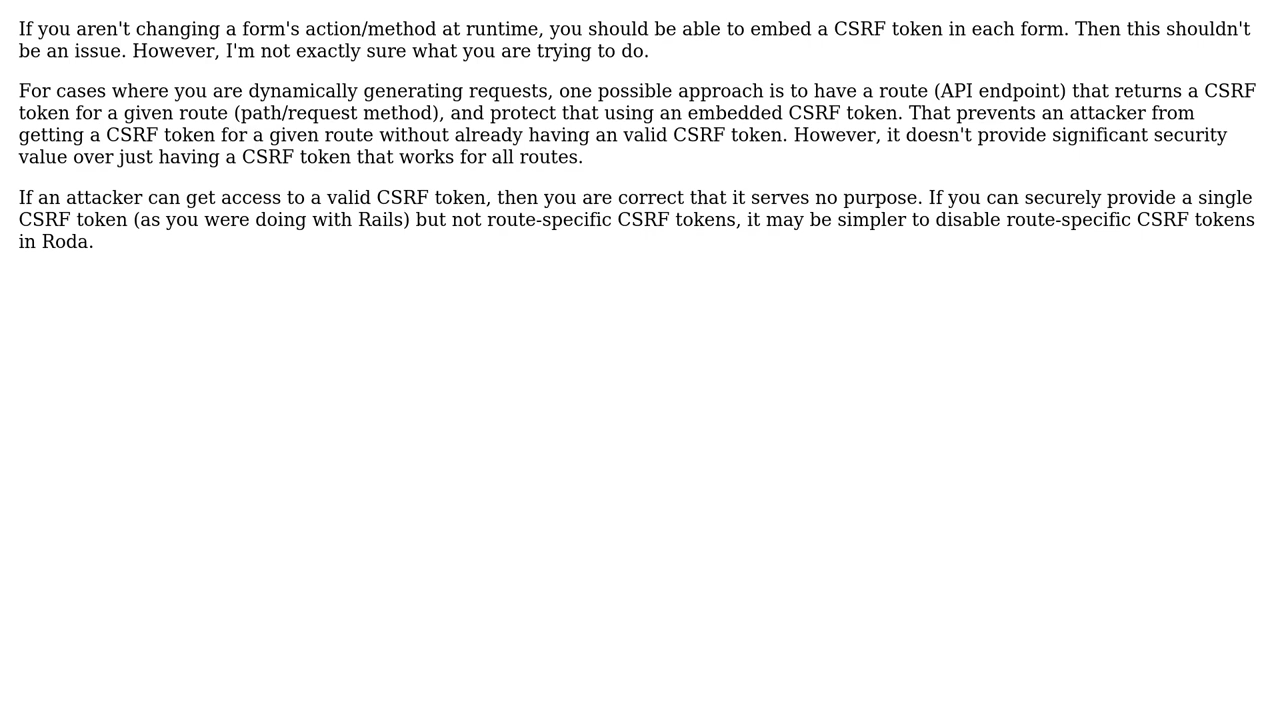 If you aren't changing a form's action/method at runtime, you should be able to embed a CSRF token in each form. Then this shouldn't
be an issue. However, I'm not exactly sure what you are trying to do.
For cases where you are dynamically generating requests, one possible approach is to have a route (API endpoint) that returns a CSRF
token for a given route (path/request method), and protect that using an embedded CSRF token. That prevents an attacker from
getting a CSRF token for a given route without already having an valid CSRF token. However, it doesn't provide significant security
value over just having a CSRF token that works for all routes.
If an attacker can get access to a valid CSRF token, then you are correct that it serves no purpose. If you can securely provide a single
CSRF token (as you were doing with Rails) but not route-specific CSRF tokens, it may be simpler to disable route-specific CSRF tokens
in Roda.